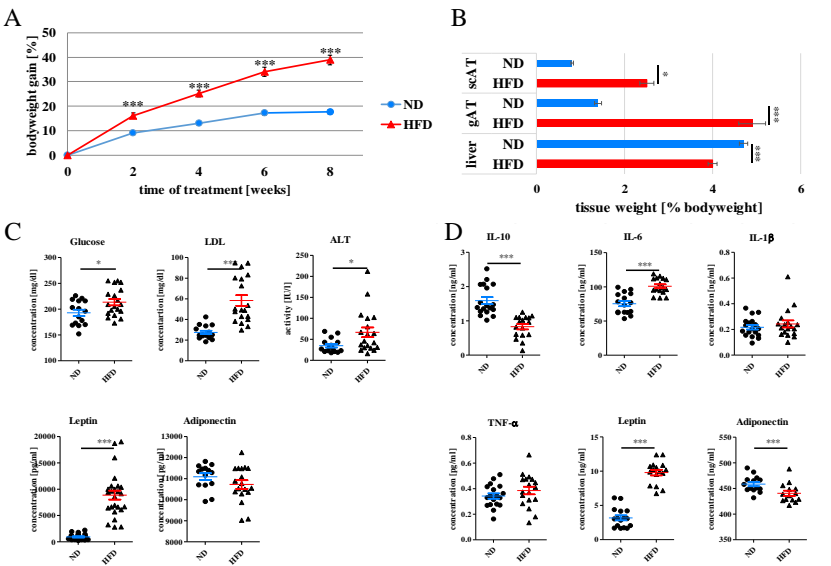 A
bodyweight gain [%]
50
40
30
20
10
0
0 2 4 6 8
time of treatment [weeks]
*** *** *** ***
ND
HFD
B
scAT ND
HFD
*
gAT ND
HFD
***
liver ND
HFD
***
0 2 4 6
tissue weight [% bodyweight]
C
Glucose
concentration [mg/dl]
300
250
200
150
100
*
ND HFD
LDL
concentartion [mg/dl]
100
80
60
40
20
0
**
ND HFD
ALT
activity [IU/l]
250
200
150
100
50
0
*
ND HFD
Leptin
concentration [pg/ml]
20000
15000
10000
5000
0
***
ND HFD
Adiponectin
concentration [pg/ml]
13000
12000
11000
10000
9000
8000
ND HFD
D
IL-10
concentration [ng/ml]
3
2
1
0
***
ND HFD
IL-6
concentration [ng/ml]
150
100
50
0
***
ND HFD
IL-1β
concentration [ng/ml]
0.8
0.6
0.4
0.2
0.0
ND HFD
TNF-α
concentration [pg/ml]
0.8
0.6
0.4
0.2
0.0
ND HFD
Leptin
concentration [ng/ml]
15
10
5
0
***
ND HFD
Adiponectin
concentration [ng/ml]
550
500
450
400
350
***
ND HFD